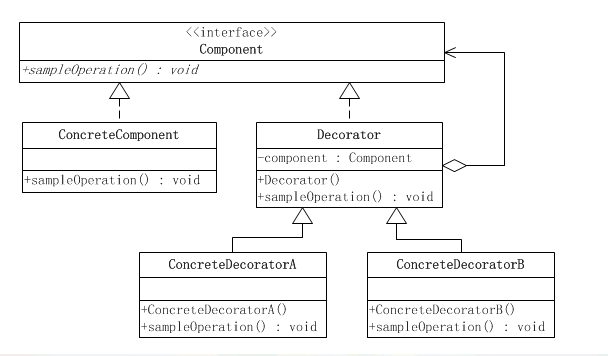 <<interface>>
Component
+sampleOperation() : void
ConcreteComponent
+sampleOperation() : void
Decorator
-component : Component
+Decorator()
+sampleOperation() : void
ConcreteDecoratorA
+ConcreteDecoratorA()
+sampleOperation() : void
ConcreteDecoratorB
+ConcreteDecoratorB()
+sampleOperation() : void